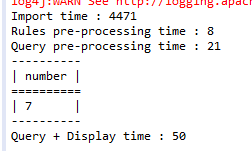 log4j:WARN See http://logging.apac
Import time : 4471
Rules pre-processing time : 8
Query pre-processing time : 21
----------
| number |
==========
| 7      |
----------
Query + Display time : 50